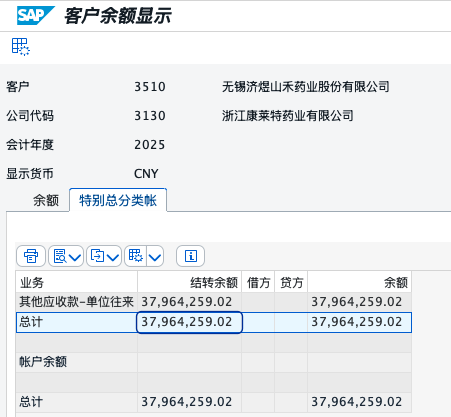 SAP 客户余额显示
客户 3510 无锡济煜山禾药业股份有限公司
公司代码 3130 浙江康莱特药业有限公司
会计年度 2025
显示货币 CNY
余额 特别总分类帐
业务 结转余额 借方 贷方 余额
其他应收款-单位往来 37,964,259.02 37,964,259.02
总计 37,964,259.02 37,964,259.02
帐户余额
总计 37,964,259.02 37,964,259.02